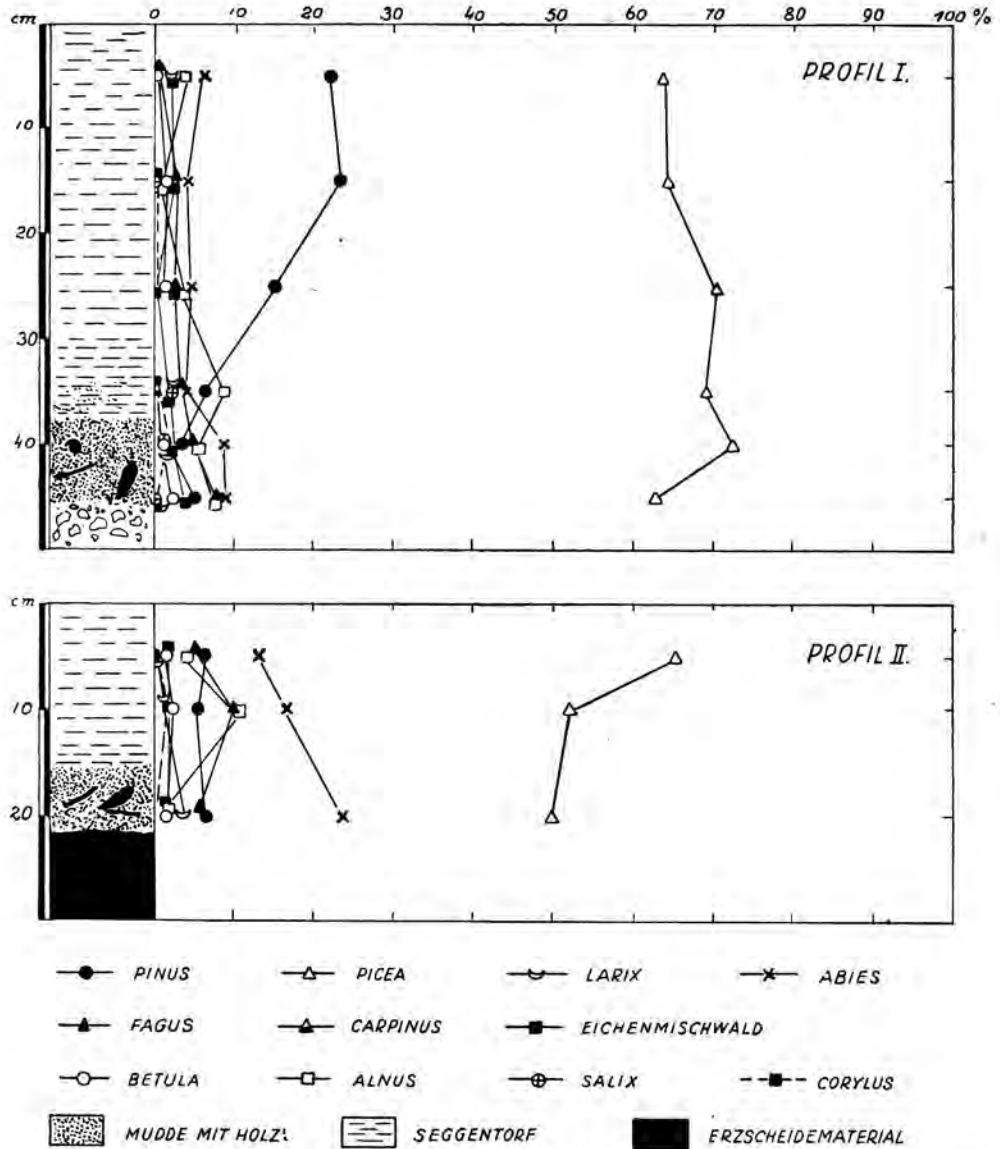 cm 0 10 20 30 40 50 60 70 80 90 100 %
PROFIL I.
10
20
30
40
cm
PROFIL II.
10
20
PINUS PICEA LARIX ABIES
FAGUS CARPINUS EICHENMISCHWALD
BETULA ALNUS SALIX CORYLUS
MUDDE MIT HOLZ SEGGENTORF ERZSCHEIDEMATERIAL